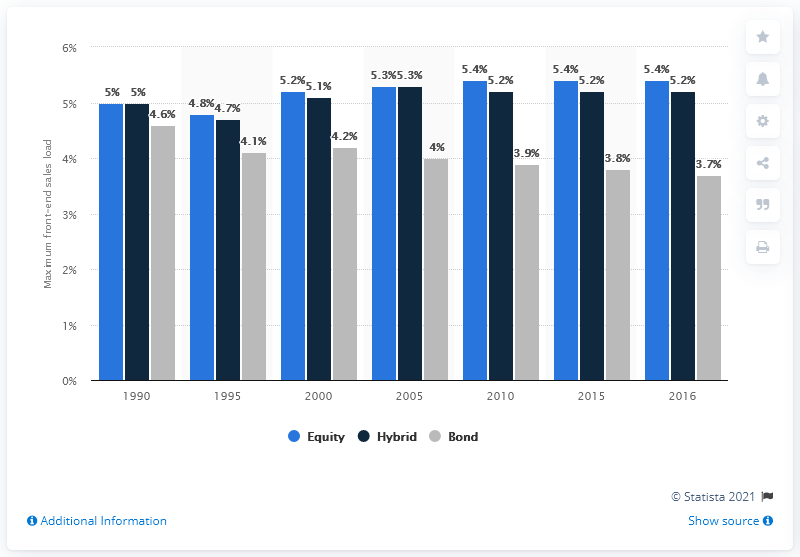 6%
5%
4%
3%
2%
1%
0%
Maximum front-end sales load
5% 5% 4.6%
4.8% 4.7% 4.1%
5.2% 5.1% 4.2%
5.3% 5.3% 4%
5.4% 5.2% 3.9%
5.4% 5.2% 3.8%
5.4% 5.2% 3.7%
1990 1995 2000 2005 2010 2015 2016
Equity Hybrid Bond
© Statista 2021
Additional Information Show source